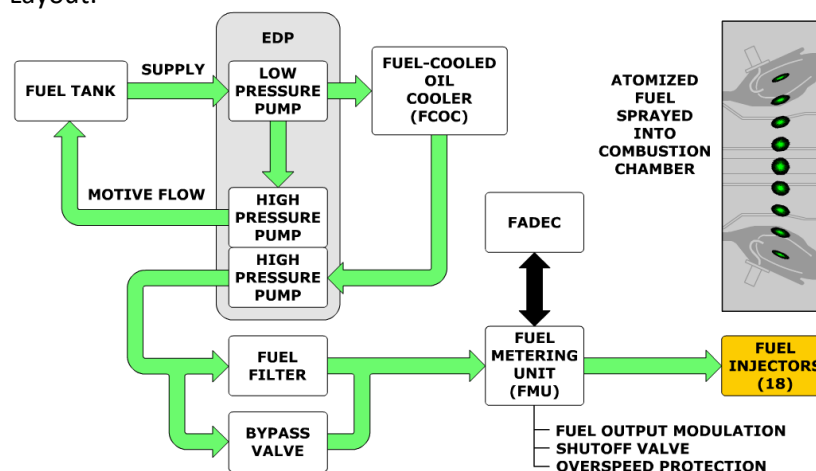 Layout:
EDP
SUPPLY
FUEL TANK
LOW
PRESSURE
PUMP
FUEL-COOLED
OIL
COOLER
(FCOC)
ATOMIZED
FUEL
SPRAYED
INTO
COMBUSTION
CHAMBER
MOTIVE FLOW
HIGH
PRESSURE
PUMP
HIGH
PRESSURE
PUMP
FADEC
FUEL
FILTER
BYPASS
VALVE
FUEL
METERING
UNIT
(FMU)
FUEL
INJECTORS
(18)
FUEL OUTPUT MODULATION
SHUTOFF VALVE
OVERSPEED PROTECTION